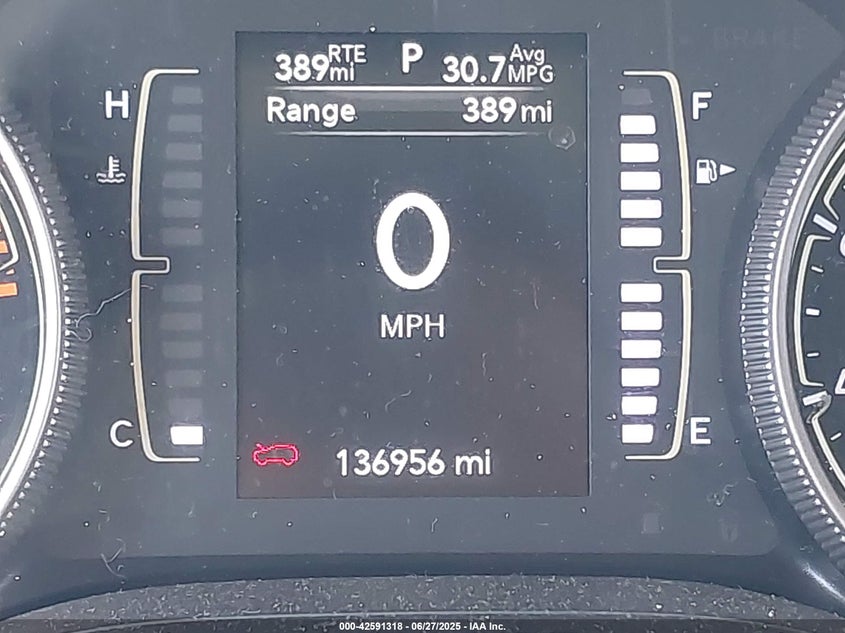 389 RTE mi P 30.7 Avg MPG
Range 389 mi
H F
0
MPH
C E
136956 mi
000-42591318 - 06/27/2025 - IAA Inc.